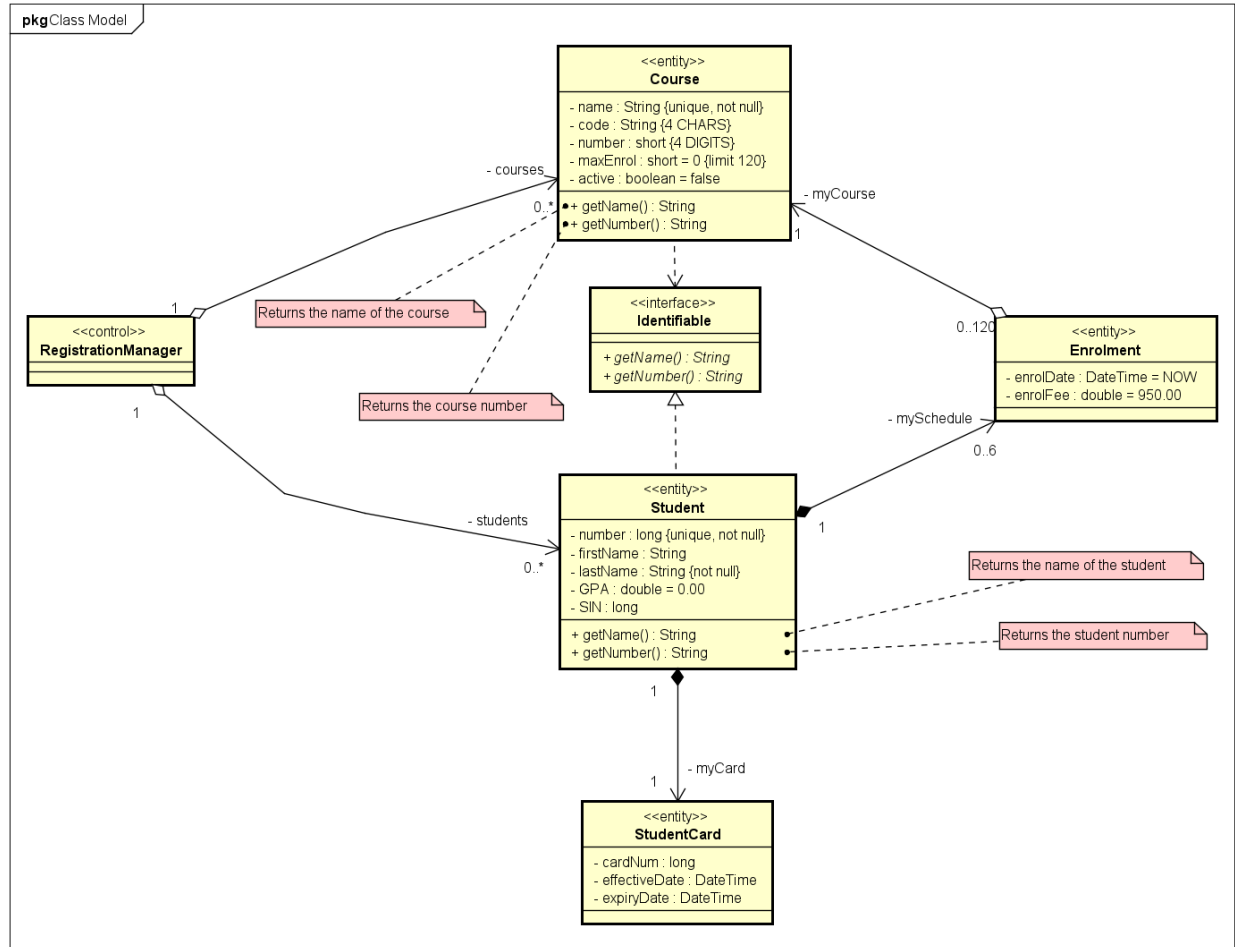 pkg Class Model
<<entity>>
Course
- name : String {unique, not null}
- code : String {4 CHARS}
- number : short {4 DIGITS}
- maxEnrol : short = 0 {limit 120}
- active : boolean = false
+ getName() : String
+ getNumber() : String
- courses
0..*
1
- myCourse
1
0..120
Returns the name of the course
Returns the course number
<<control>>
RegistrationManager
1
<<interface>>
Identifiable
+ getName() : String
+ getNumber() : String
<<entity>>
Enrolment
- enrolDate : DateTime = NOW
- enrolFee : double = 950.00
- mySchedule
0..6
1
- students
0..*
<<entity>>
Student
- number : long {unique, not null}
- firstName : String
- lastName : String {not null}
- GPA : double = 0.00
- SIN : long
+ getName() : String
+ getNumber() : String
Returns the name of the student
Returns the student number
1
- myCard
1
<<entity>>
StudentCard
- cardNum : long
- effectiveDate : DateTime
- expiryDate : DateTime